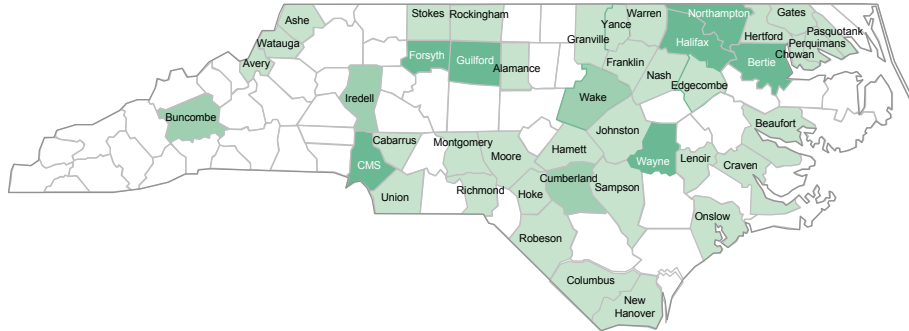 Ashe
Watauga
Avery
Buncombe
Iredell
CMS
Cabarrus
Union
Stokes
Rockingham
Forsyth
Guilford
Alamance
Montgomery
Richmond
Moore
Hoke
Robeson
Granville
Yance
Warren
Franklin
Wake
Nash
Johnston
Hamett
Cumberland
Sampson
Columbus
New
Hanover
Northampton
Halifax
Edgecombe
Wayne
Lenoir
Craven
Onslow
Hertford
Bertie
Gates
Pasquotank
Perquimans
Chowan
Beaufort